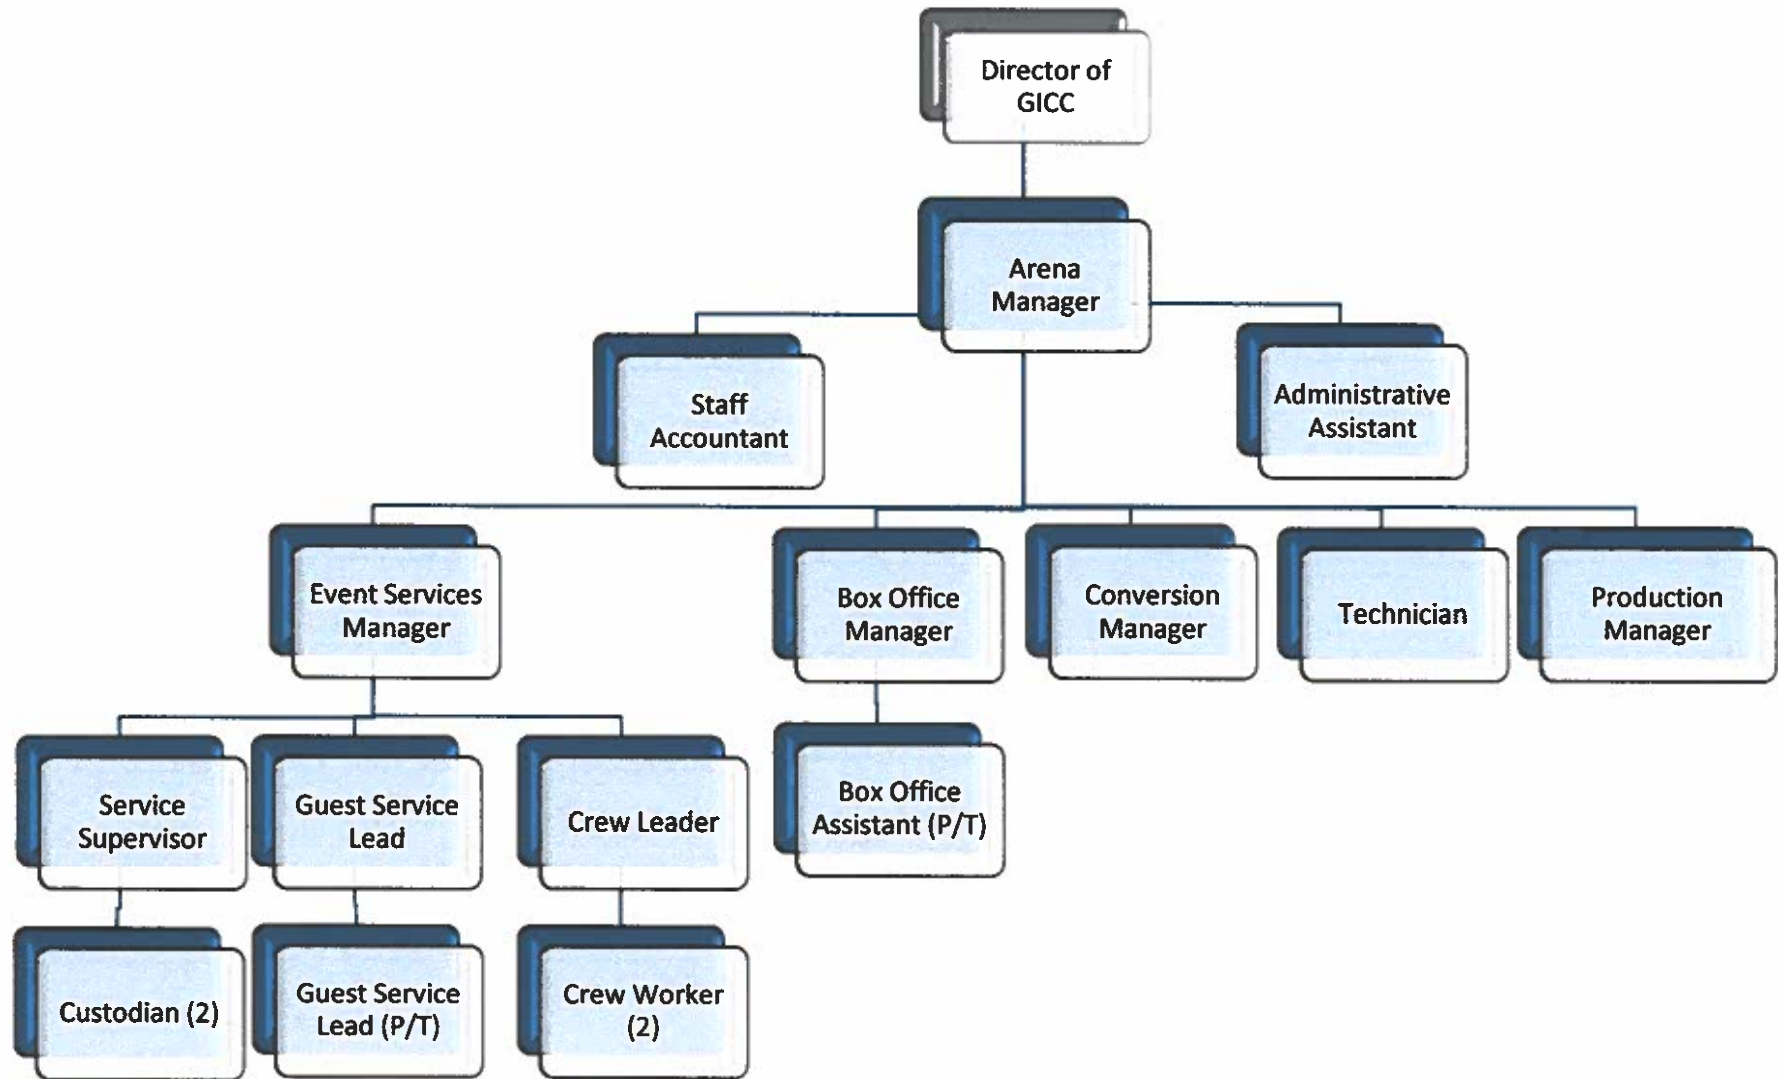 Director of
GICC
Arena
Manager
Staff
Accountant
Administrative
Assistant
Event Services
Manager
Box Office
Manager
Conversion
Manager
Technician
Production
Manager
Service
Supervisor
Guest Service
Lead
Crew Leader
Box Office
Assistant (P/T)
Custodian (2)
Guest Service
Lead (P/T)
Crew Worker
(2)